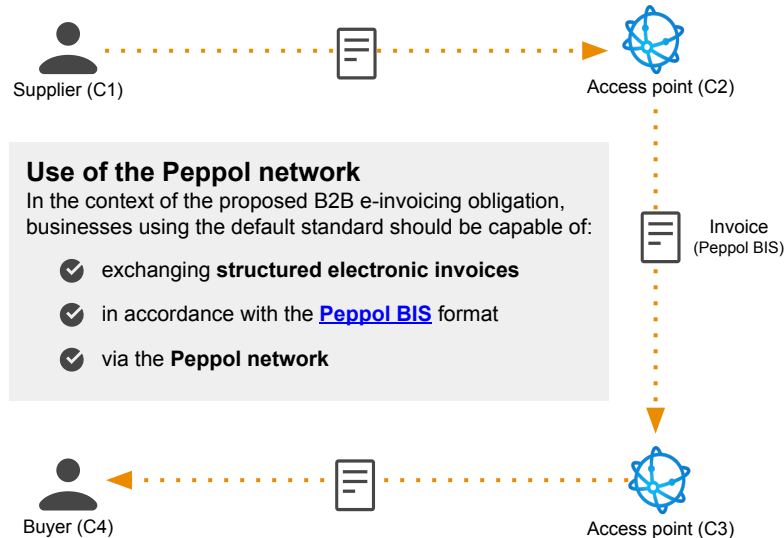 Supplier (C1)
Access point (C2)
Use of the Peppol network
In the context of the proposed B2B e-invoicing obligation,
businesses using the default standard should be capable of:
exchanging structured electronic invoices
in accordance with the Peppol BIS format
via the Peppol network
Invoice
(Peppol BIS)
Buyer (C4)
Access point (C3)